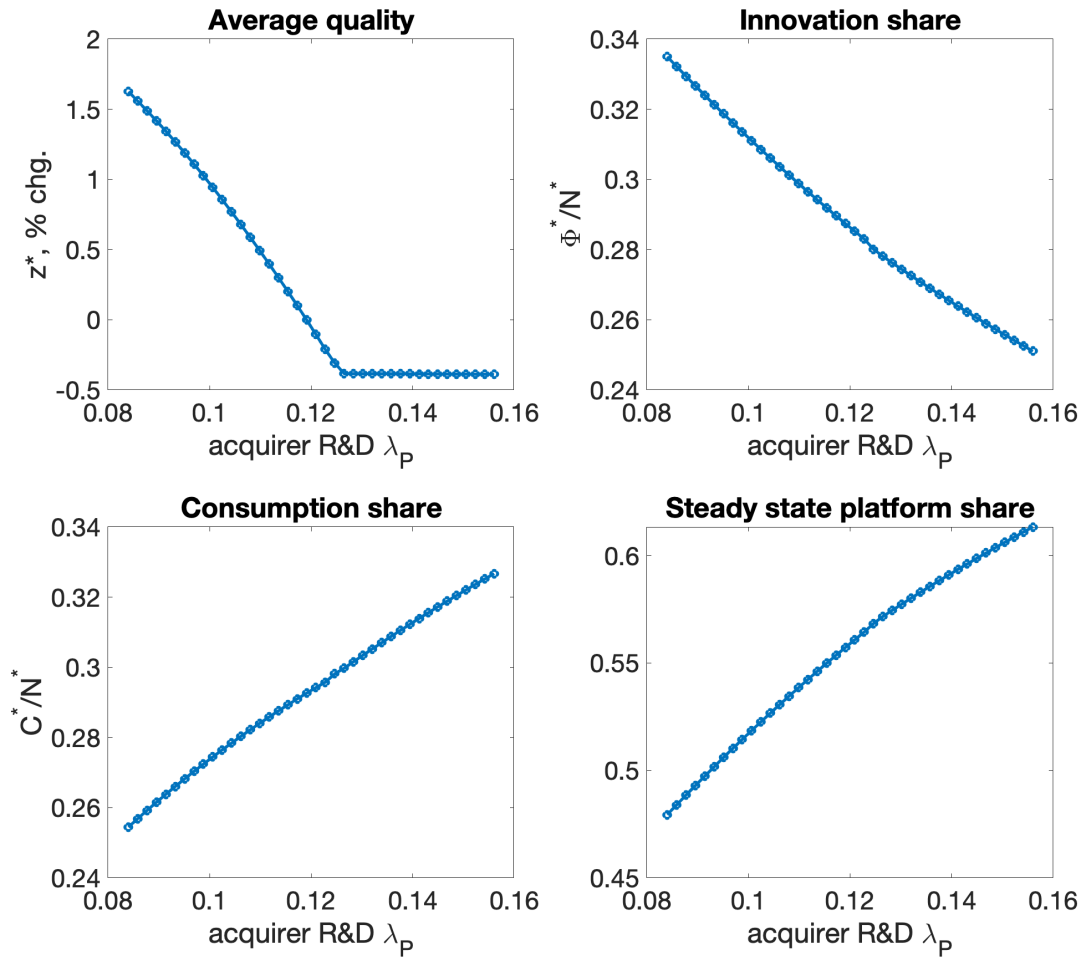 Average quality
2
1.5
1
0.5
0
-0.5
z*, % chg.
0.08 0.1 0.12 0.14 0.16
acquirer R&D λ_P
Innovation share
0.34
0.32
0.3
0.28
0.26
0.24
Φ^*/N^*
0.08 0.1 0.12 0.14 0.16
acquirer R&D λ_P
Consumption share
0.34
0.32
0.3
0.28
0.26
0.24
C^*/N^*
0.08 0.1 0.12 0.14 0.16
acquirer R&D λ_P
Steady state platform share
0.6
0.55
0.5
0.45
0.08 0.1 0.12 0.14 0.16
acquirer R&D λ_P